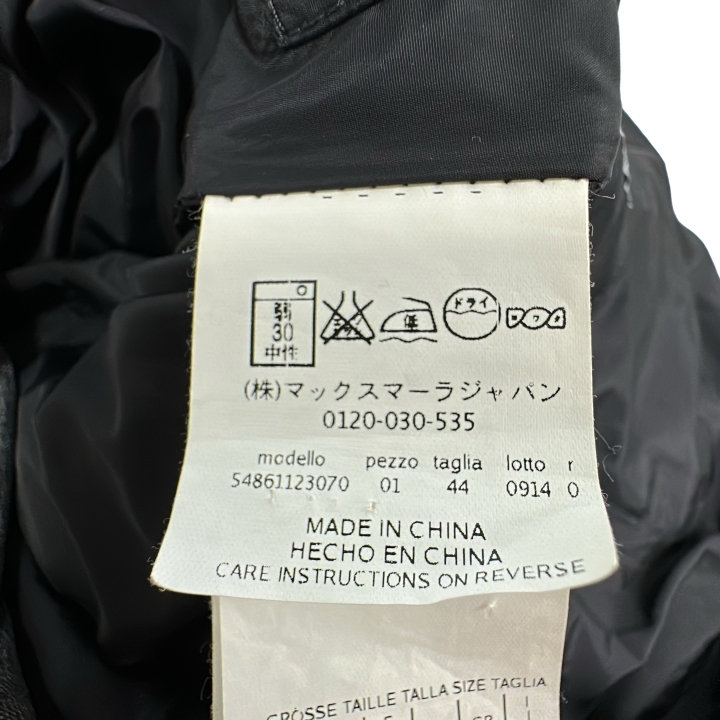 弱
30
中性
低
ドライ
(株)マックスマーラジャパン
0120-030-535
modello pezzo taglia lotto r
54861123070 01 44 0914 0
MADE IN CHINA
HECHO EN CHINA
CARE INSTRUCTIONS ON REVERSE
GRÖSSE TAILLE TALLA SIZE TAGLIA